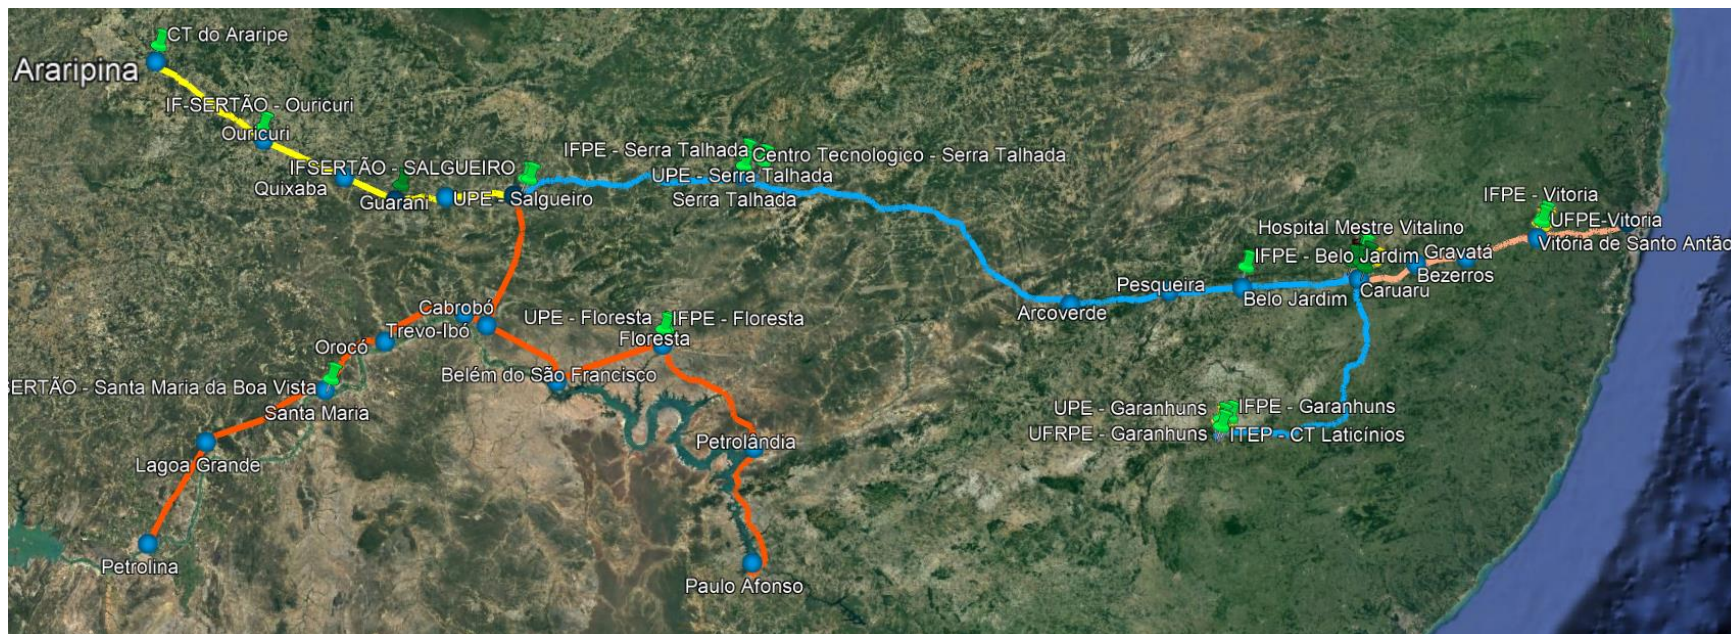 CT do Araripe
Araripina
IF-SERTÃO - Ouricuri
Ouricuri
IFSERTÃO - SALGUEIRO
Quixaba
Guarani
UPE - Salgueiro
IFPE - Serra Talhada
Centro Tecnologico - Serra Talhada
UPE - Serra Talhada
Serra Talhada
IFPE - Vitoria
UFPE-Vitoria
Vitória de Santo Antão
Hospital Mestre Vitalino
IFPE - Belo Jardim
Gravatá
Bezerros
Pesqueira
Belo Jardim
Caruaru
Arcoverde
Cabrobó
Trevo-Ibó
Orocó
UPE - Floresta
IFPE - Floresta
Floresta
Belém do São Francisco
SERTÃO - Santa Maria da Boa Vista
Santa Maria
UPE - Garanhuns
IFPE - Garanhuns
UFRPE - Garanhuns
ITEP - CT Laticínios
Petrolândia
Lagoa Grande
Petrolina
Paulo Afonso